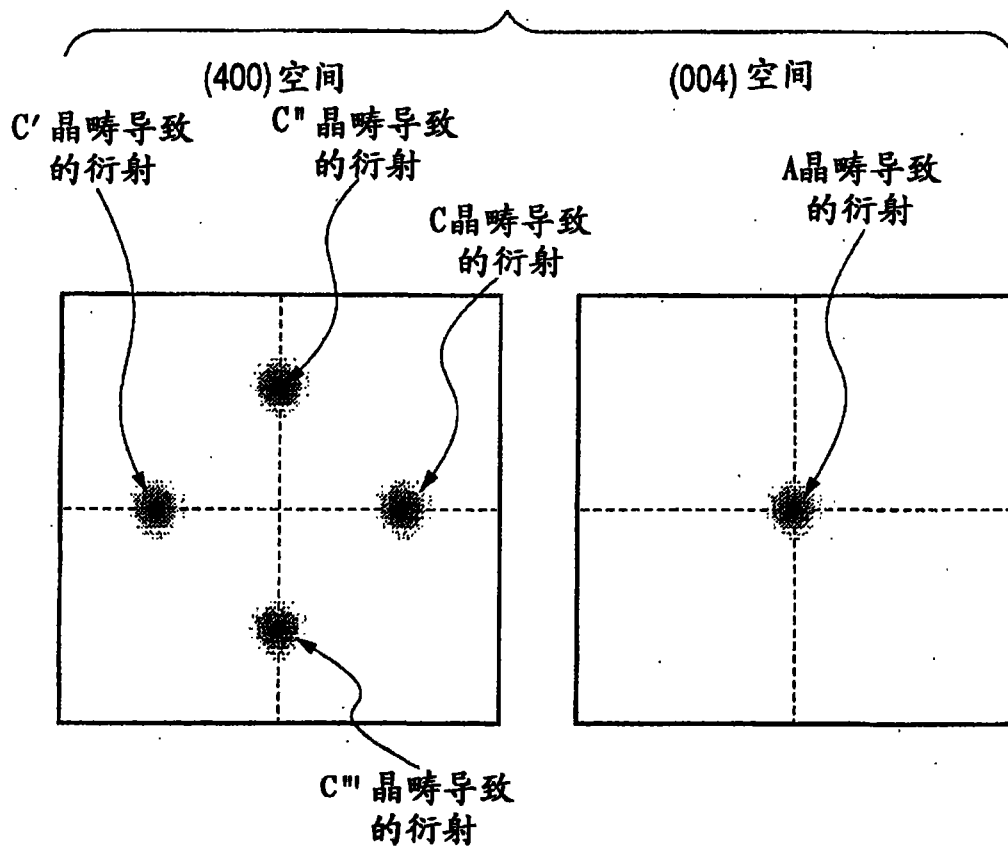 (400)空间
(004)空间
C'晶畴导致
的衍射
C"晶畴导致
的衍射
C晶畴导致
的衍射
A晶畴导致
的衍射
C"'晶畴导致
的衍射